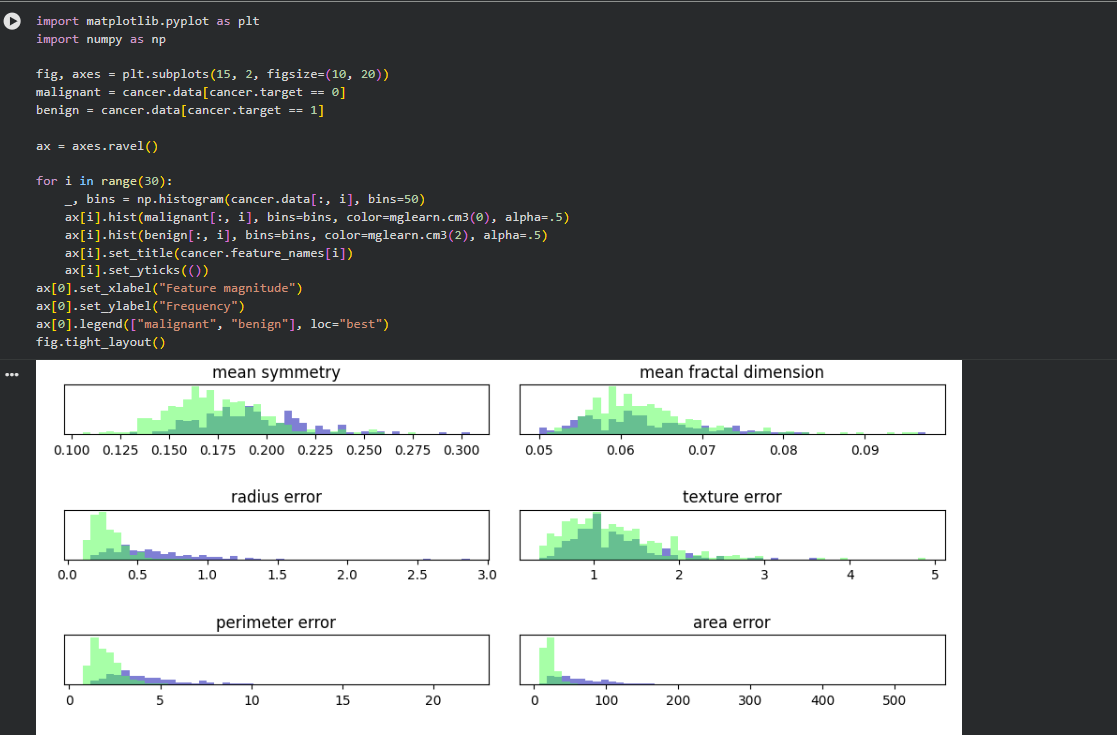 import matplotlib.pyplot as plt
import numpy as np
fig, axes = plt.subplots(15, 2, figsize=(10, 20))
malignant = cancer.data[cancer.target == 0]
benign = cancer.data[cancer.target == 1]
ax = axes.ravel()
for i in range(30):
    _, bins = np.histogram(cancer.data[:, i], bins=50)
    ax[i].hist(malignant[:, i], bins=bins, color=mglearn.cm3(0), alpha=.5)
    ax[i].hist(benign[:, i], bins=bins, color=mglearn.cm3(2), alpha=.5)
    ax[i].set_title(cancer.feature_names[i])
    ax[i].set_yticks(())
ax[0].set_xlabel("Feature magnitude")
ax[0].set_ylabel("Frequency")
ax[0].legend(["malignant", "benign"], loc="best")
fig.tight_layout()
mean symmetry
0.100 0.125 0.150 0.175 0.200 0.225 0.250 0.275 0.300
mean fractal dimension
0.05 0.06 0.07 0.08 0.09
radius error
0.0 0.5 1.0 1.5 2.0 2.5 3.0
texture error
1 2 3 4 5
perimeter error
0 5 10 15 20
area error
0 100 200 300 400 500